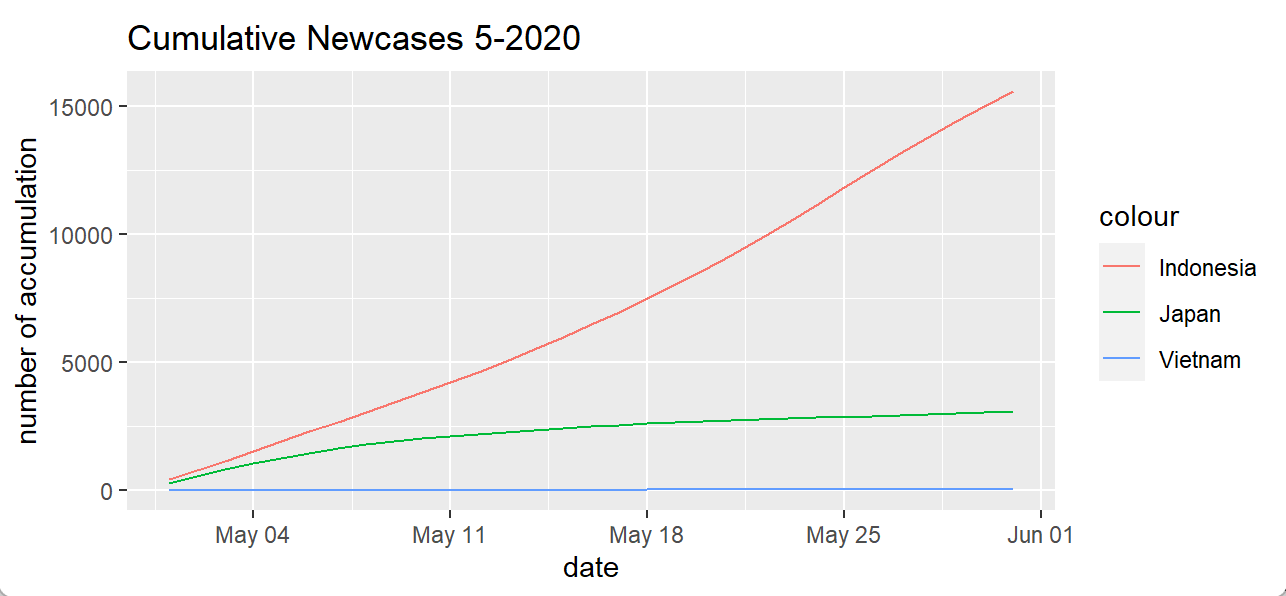 Cumulative Newcases 5-2020
number of accumulation
15000
10000
5000
0
May 04
May 11
May 18
May 25
Jun 01
date
colour
Indonesia
Japan
Vietnam